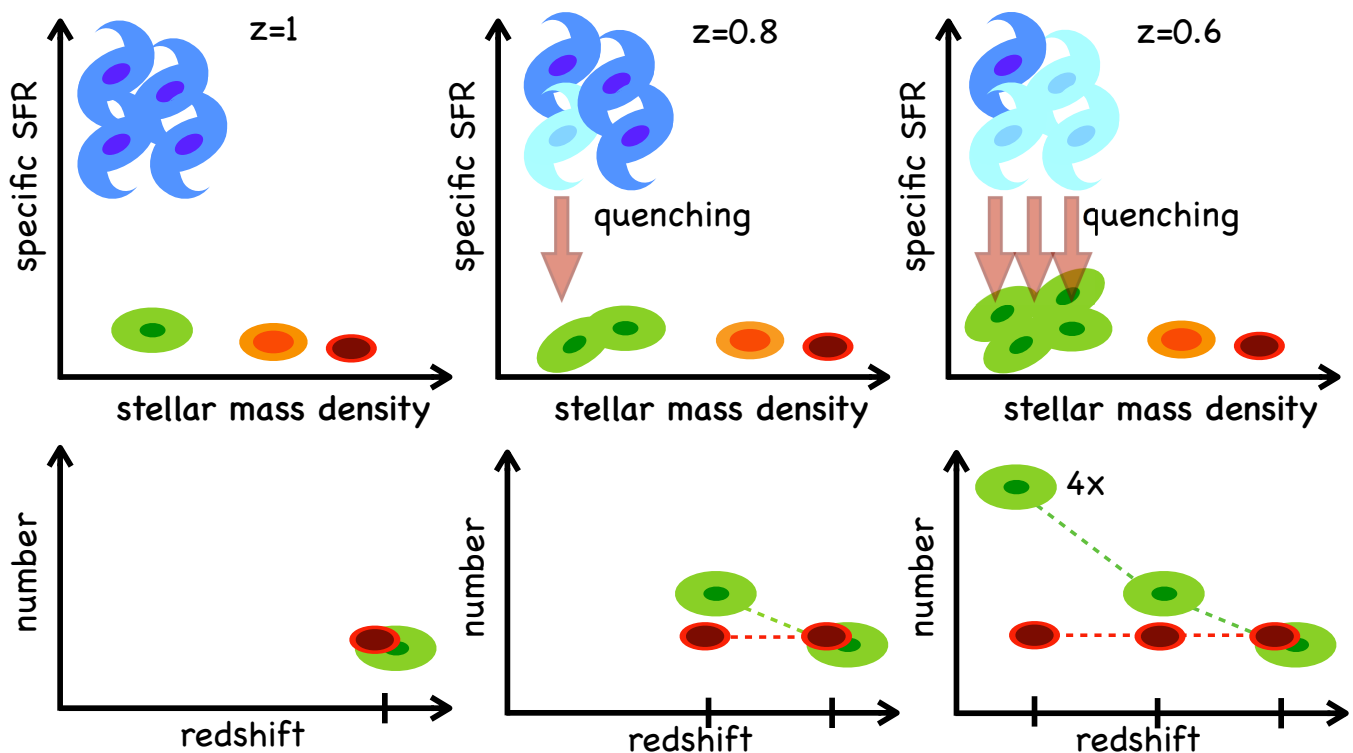 z=1
specific SFR
stellar mass density
z=0.8
specific SFR
quenching
stellar mass density
z=0.6
specific SFR
quenching
stellar mass density
number
redshift
number
redshift
4x
number
redshift